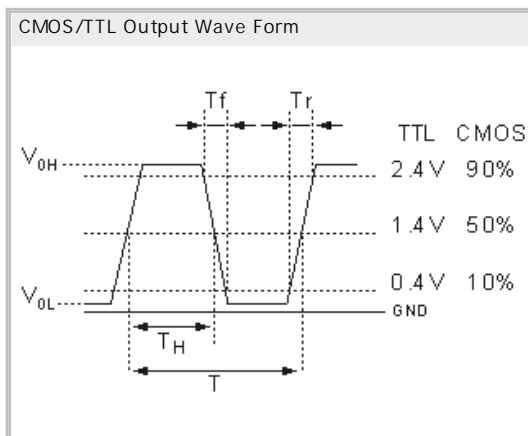 CMOS/TTL Output Wave Form
Tf Tr
TTL CMOS
V0H 2.4V 90%
1.4V 50%
0.4V 10%
V0L GND
TH
T